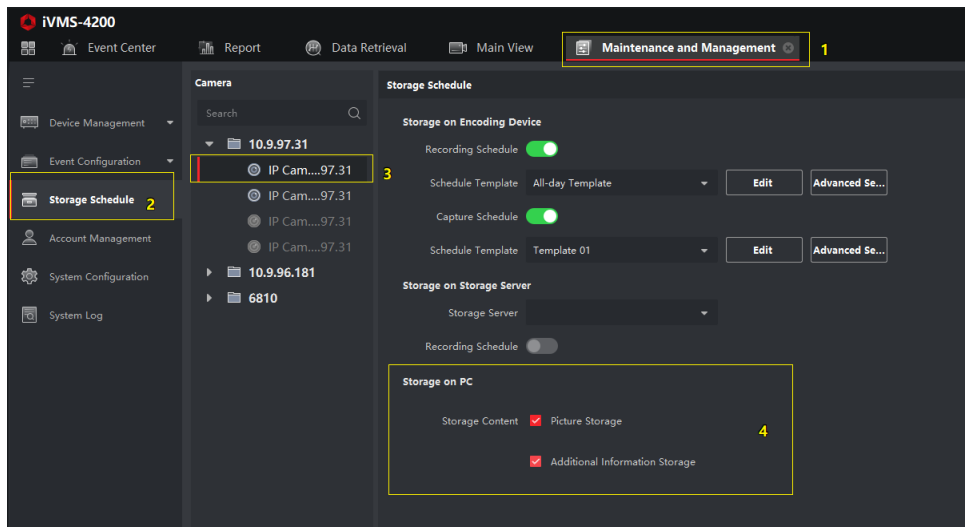 iVMS-4200
Event Center
Report
Data Retrieval
Main View
Maintenance and Management
1
Device Management
Event Configuration
Storage Schedule
2
Account Management
System Configuration
System Log
Camera
Search
10.9.97.31
IP Cam....97.31
3
IP Cam....97.31
IP Cam....97.31
IP Cam....97.31
10.9.96.181
6810
Storage Schedule
Storage on Encoding Device
Recording Schedule
Schedule Template All-day Template Edit Advanced Se...
Capture Schedule
Schedule Template Template 01 Edit Advanced Se...
Storage on Storage Server
Storage Server
Recording Schedule
Storage on PC
Storage Content Picture Storage
4
Additional Information Storage